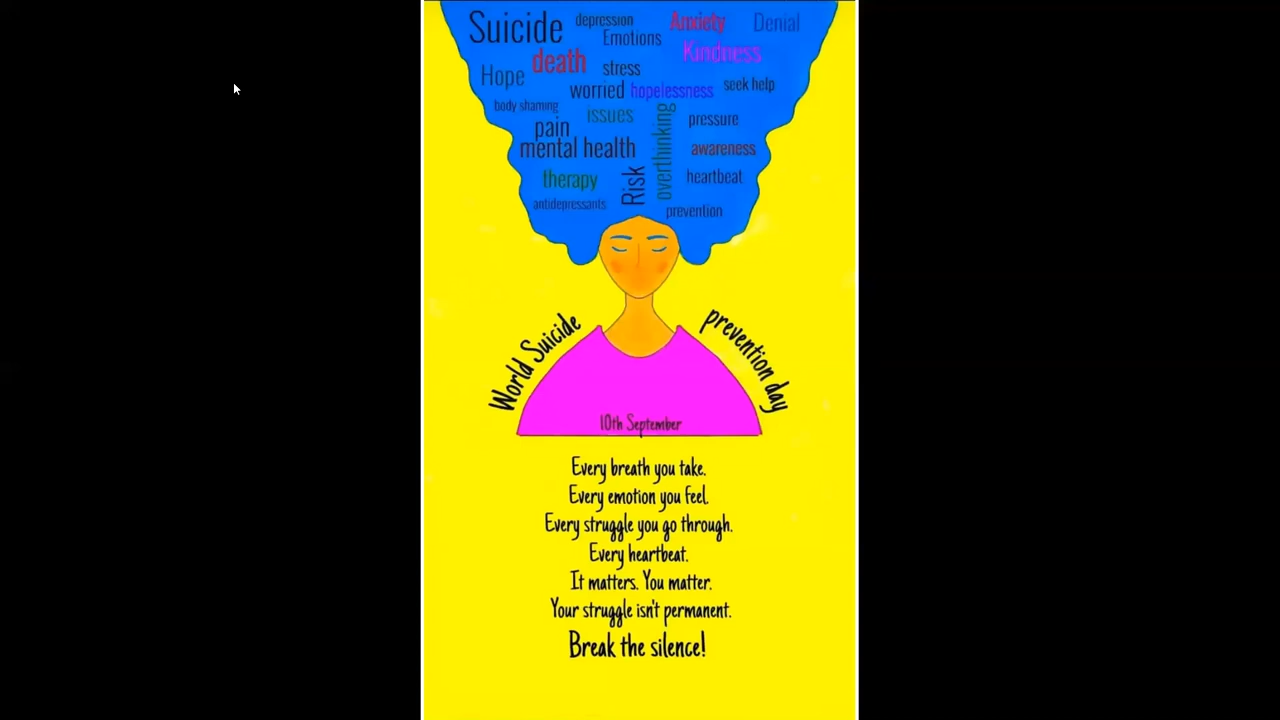 Suicide
depression
Emotions
Anxiety
Denial
Kindness
death
Hope
stress
worried
hopelessness
seek help
body shaming
issues
pain
overthinking
pressure
mental health
awareness
therapy
Risk
heartbeat
antidepressants
prevention
World Suicide
prevention day
10th September
Every breath you take.
Every emotion you feel.
Every struggle you go through.
Every heartbeat.
It matters. You matter.
Your struggle isn't permanent.
Break the silence!